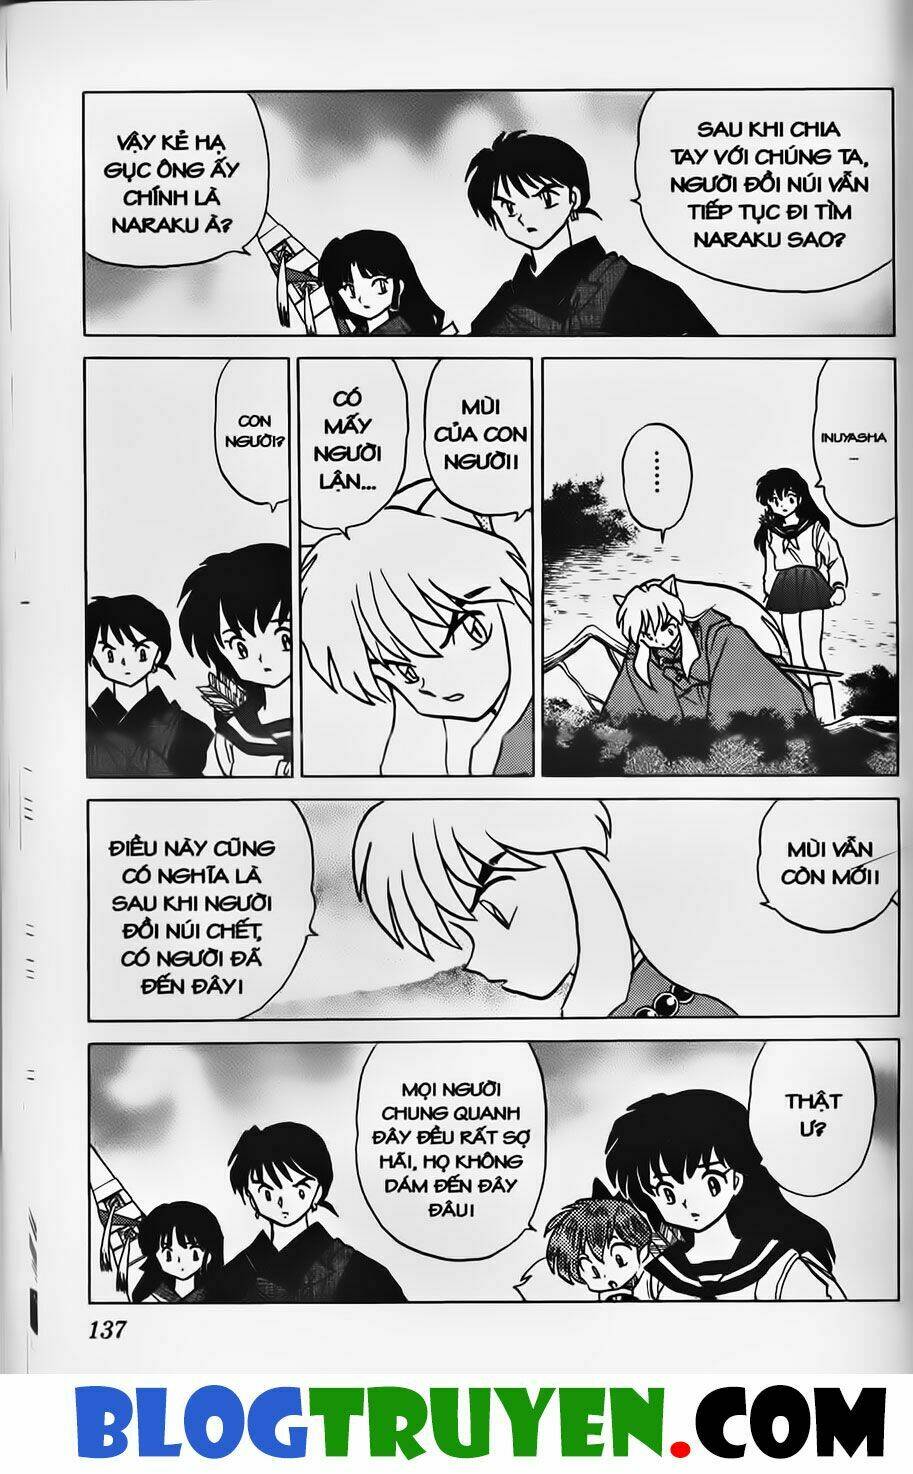 SAU KHI CHIA
TAY VỚI CHÚNG TA,
NGƯỜI ĐỒI NÚI VẪN
TIẾP TỤC ĐI TÌM
NARAKU SAO?
VẬY KẺ HẠ
GỤC ÔNG ẤY
CHÍNH LÀ
NARAKU À?
INUYASHA
...
......
MÙI
CỦA CON
NGƯỜI!
CÓ
MẤY
NGƯỜI
LẬN...
CON
NGƯỜI?
MÙI VẪN
CÒN MỚI!
ĐIỀU NÀY CŨNG
CÓ NGHĨA LÀ
SAU KHI NGƯỜI
ĐỒI NÚI CHẾT,
CÓ NGƯỜI ĐÃ
ĐẾN ĐÂY!
THẬT
Ư?
MỌI NGƯỜI
CHUNG QUANH
ĐÂY ĐỀU RẤT SỢ
HÃI, HỌ KHÔNG
DÁM ĐẾN ĐÂY
ĐÂU!
137
BLOGTRUYEN.COM